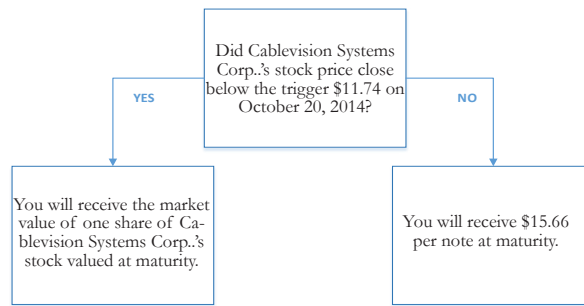 Did Cablevision Systems
Corp..'s stock price close
below the trigger $11.74 on
October 20, 2014?
YES
NO
You will receive the market
value of one share of Ca-
blevision Systems Corp..'s
stock valued at maturity.
You will receive $15.66
per note at maturity.